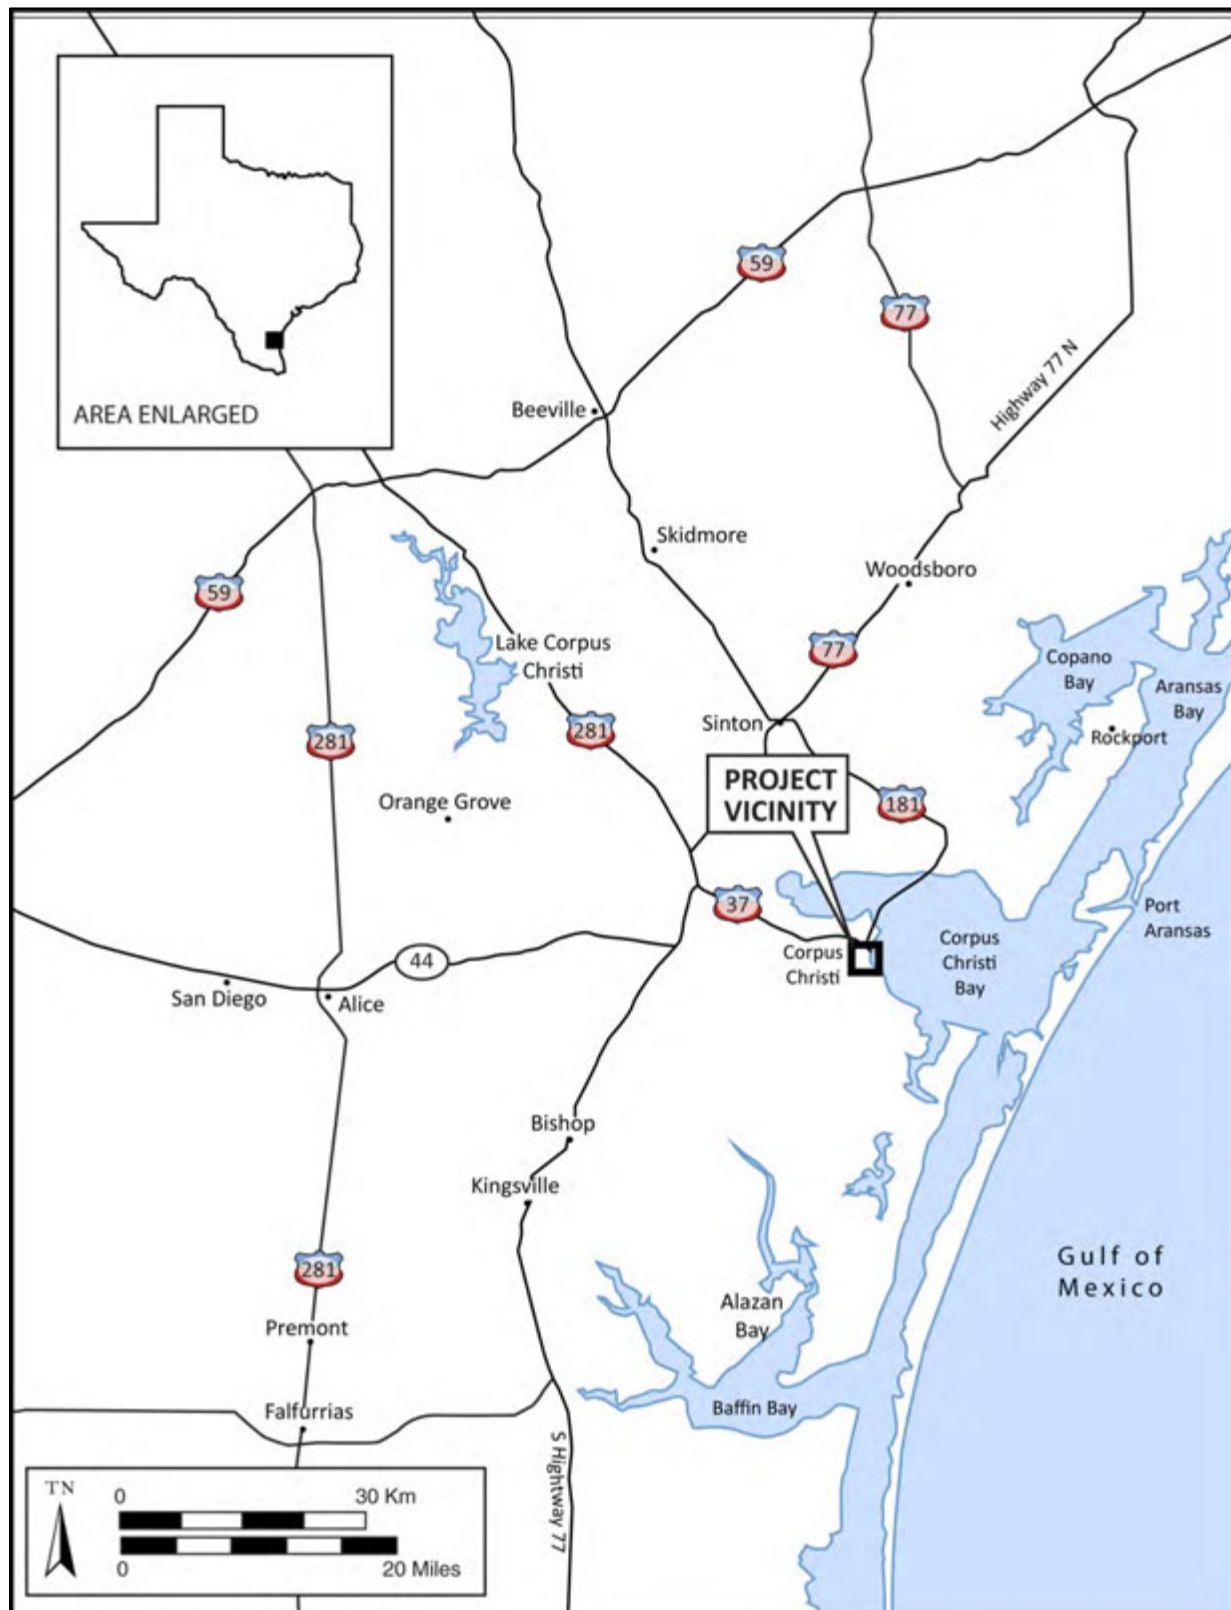 AREA ENLARGED
59
77
Highway 77 N
Beeville
Skidmore
Woodsboro
59
77
Lake Corpus
Christi
Copano
Bay
Aransas
Bay
Sinton
Rockport
281
281
PROJECT
VICINITY
Orange Grove
181
37
Port
Aransas
Corpus
Christi
Corpus
Christi
Bay
44
San Diego
Alice
Bishop
Kingsville
Gulf of
Mexico
281
Alazan
Bay
Premont
Baffin Bay
Falfurrias
S Hightway 77
TN
0
30 Km
0
20 Miles